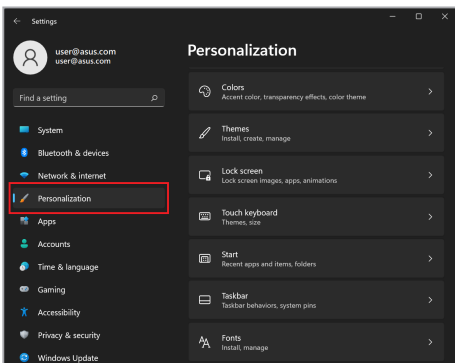 Settings
user@asus.com
user@asus.com
Find a setting
System
Bluetooth & devices
Network & internet
Personalization
Apps
Accounts
Time & language
Gaming
Accessibility
Privacy & security
Windows Update
Personalization
Colors
Accent color, transparency effects, color theme
Themes
Install, create, manage
Lock screen
Lock screen images, apps, animations
Touch keyboard
Themes, size
Start
Recent apps and items, folders
Taskbar
Taskbar behaviors, system pins
Fonts
Install, manage